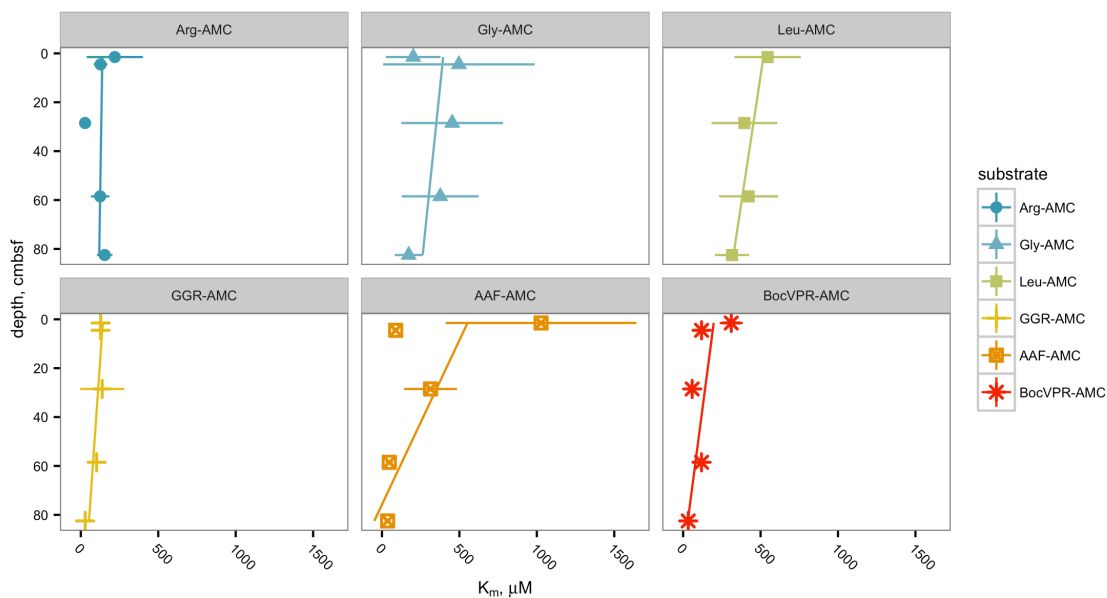 Arg-AMC Gly-AMC Leu-AMC
0
20
40
60
80
GGR-AMC AAF-AMC BocVPR-AMC
0
20
40
60
80
0 500 1000 1500 0 500 1000 1500 0 500 1000 1500
depth, cmbsf
Kₘ, μM
substrate
Arg-AMC
Gly-AMC
Leu-AMC
GGR-AMC
AAF-AMC
BocVPR-AMC